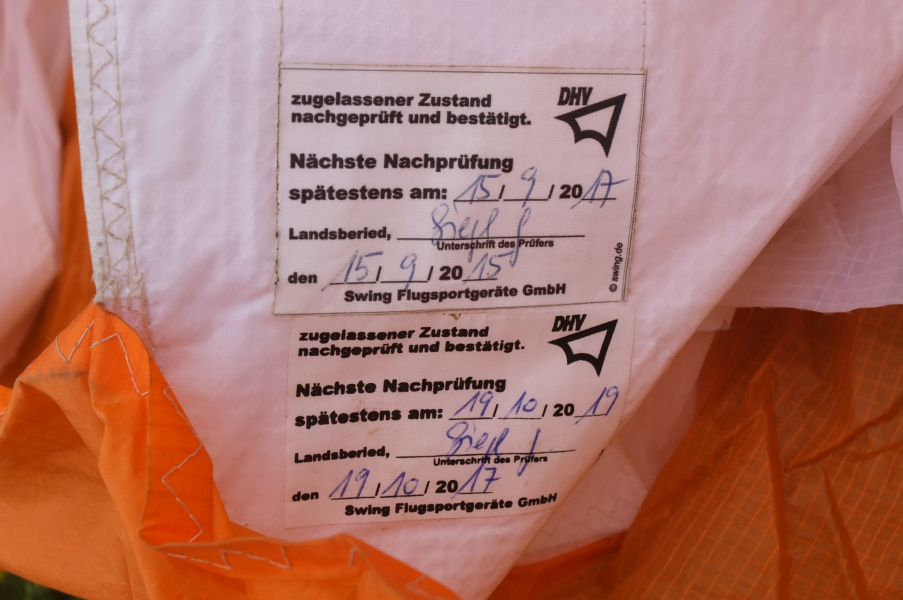 zugelassener Zustand
nachgeprüft und bestätigt.
DHV
Nächste Nachprüfung
spätestens am: 15/ 9 / 2017
Landsberied,
Unterschrift des Prüfers
den 15/ 9 / 2015
Swing Flugsportgeräte GmbH
© swing.de
zugelassener Zustand
nachgeprüft und bestätigt.
DHV
Nächste Nachprüfung
spätestens am: 19/ 10 / 2019
Landsberied,
Unterschrift des Prüfers
den 19/10/ 2017
Swing Flugsportgeräte GmbH